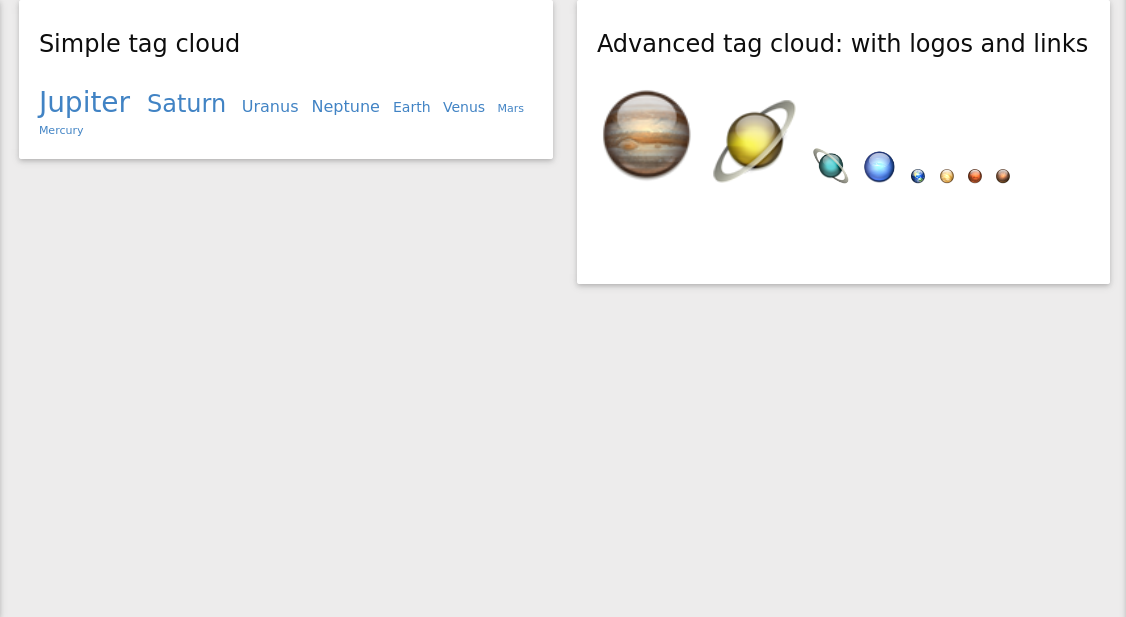 Simple tag cloud
Jupiter Saturn Uranus Neptune Earth Venus Mars
Mercury
Advanced tag cloud: with logos and links